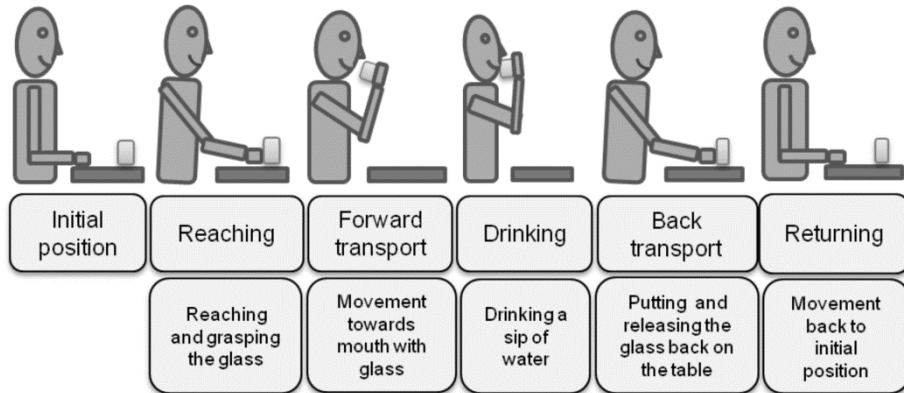 Initial
position
Reaching
Forward
transport
Drinking
Back
transport
Returning
Reaching
and grasping
the glass
Movement
towards
mouth with
glass
Drinking a
sip of
water
Putting and
releasing the
glass back on
the table
Movement
back to
initial
position